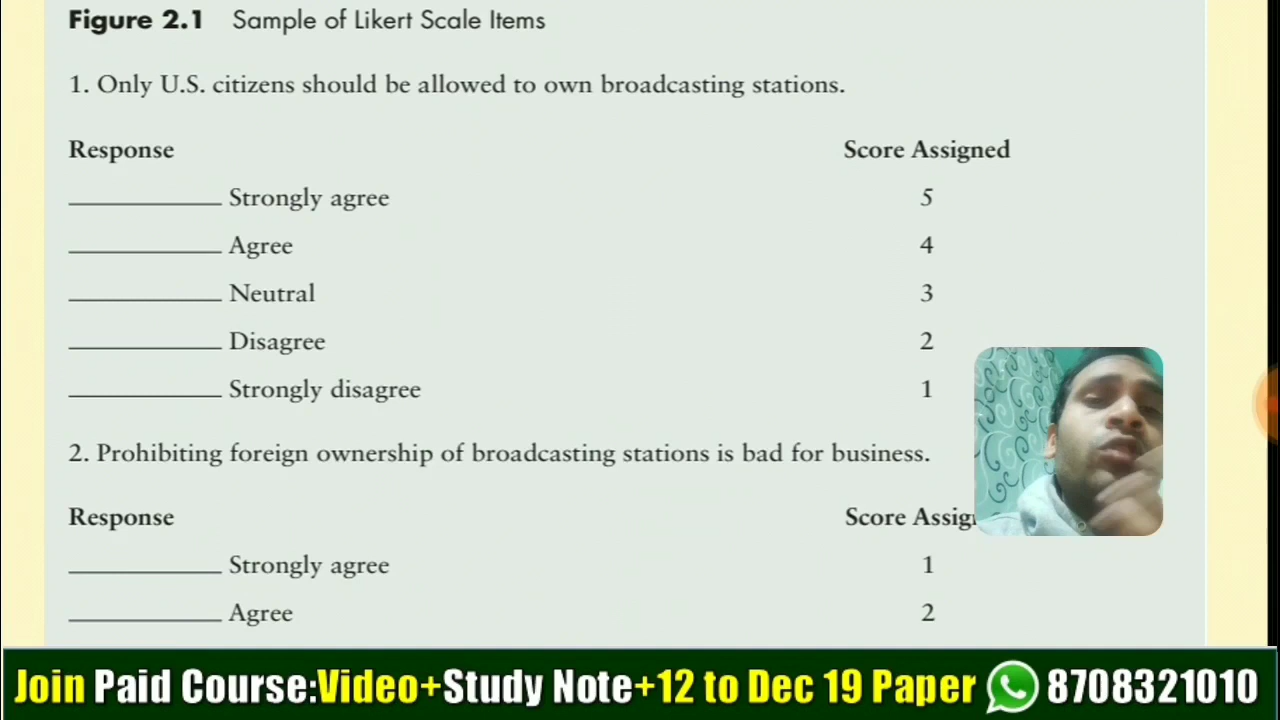 Figure 2.1 Sample of Likert Scale Items
1. Only U.S. citizens should be allowed to own broadcasting stations.
Response Score Assigned
Strongly agree 5
Agree 4
Neutral 3
Disagree 2
Strongly disagree 1
2. Prohibiting foreign ownership of broadcasting stations is bad for business.
Response Score
Strongly agree 1
Agree 2
Join Paid Course:Video+Study Note+12 to Dec 19 Paper 8708321010